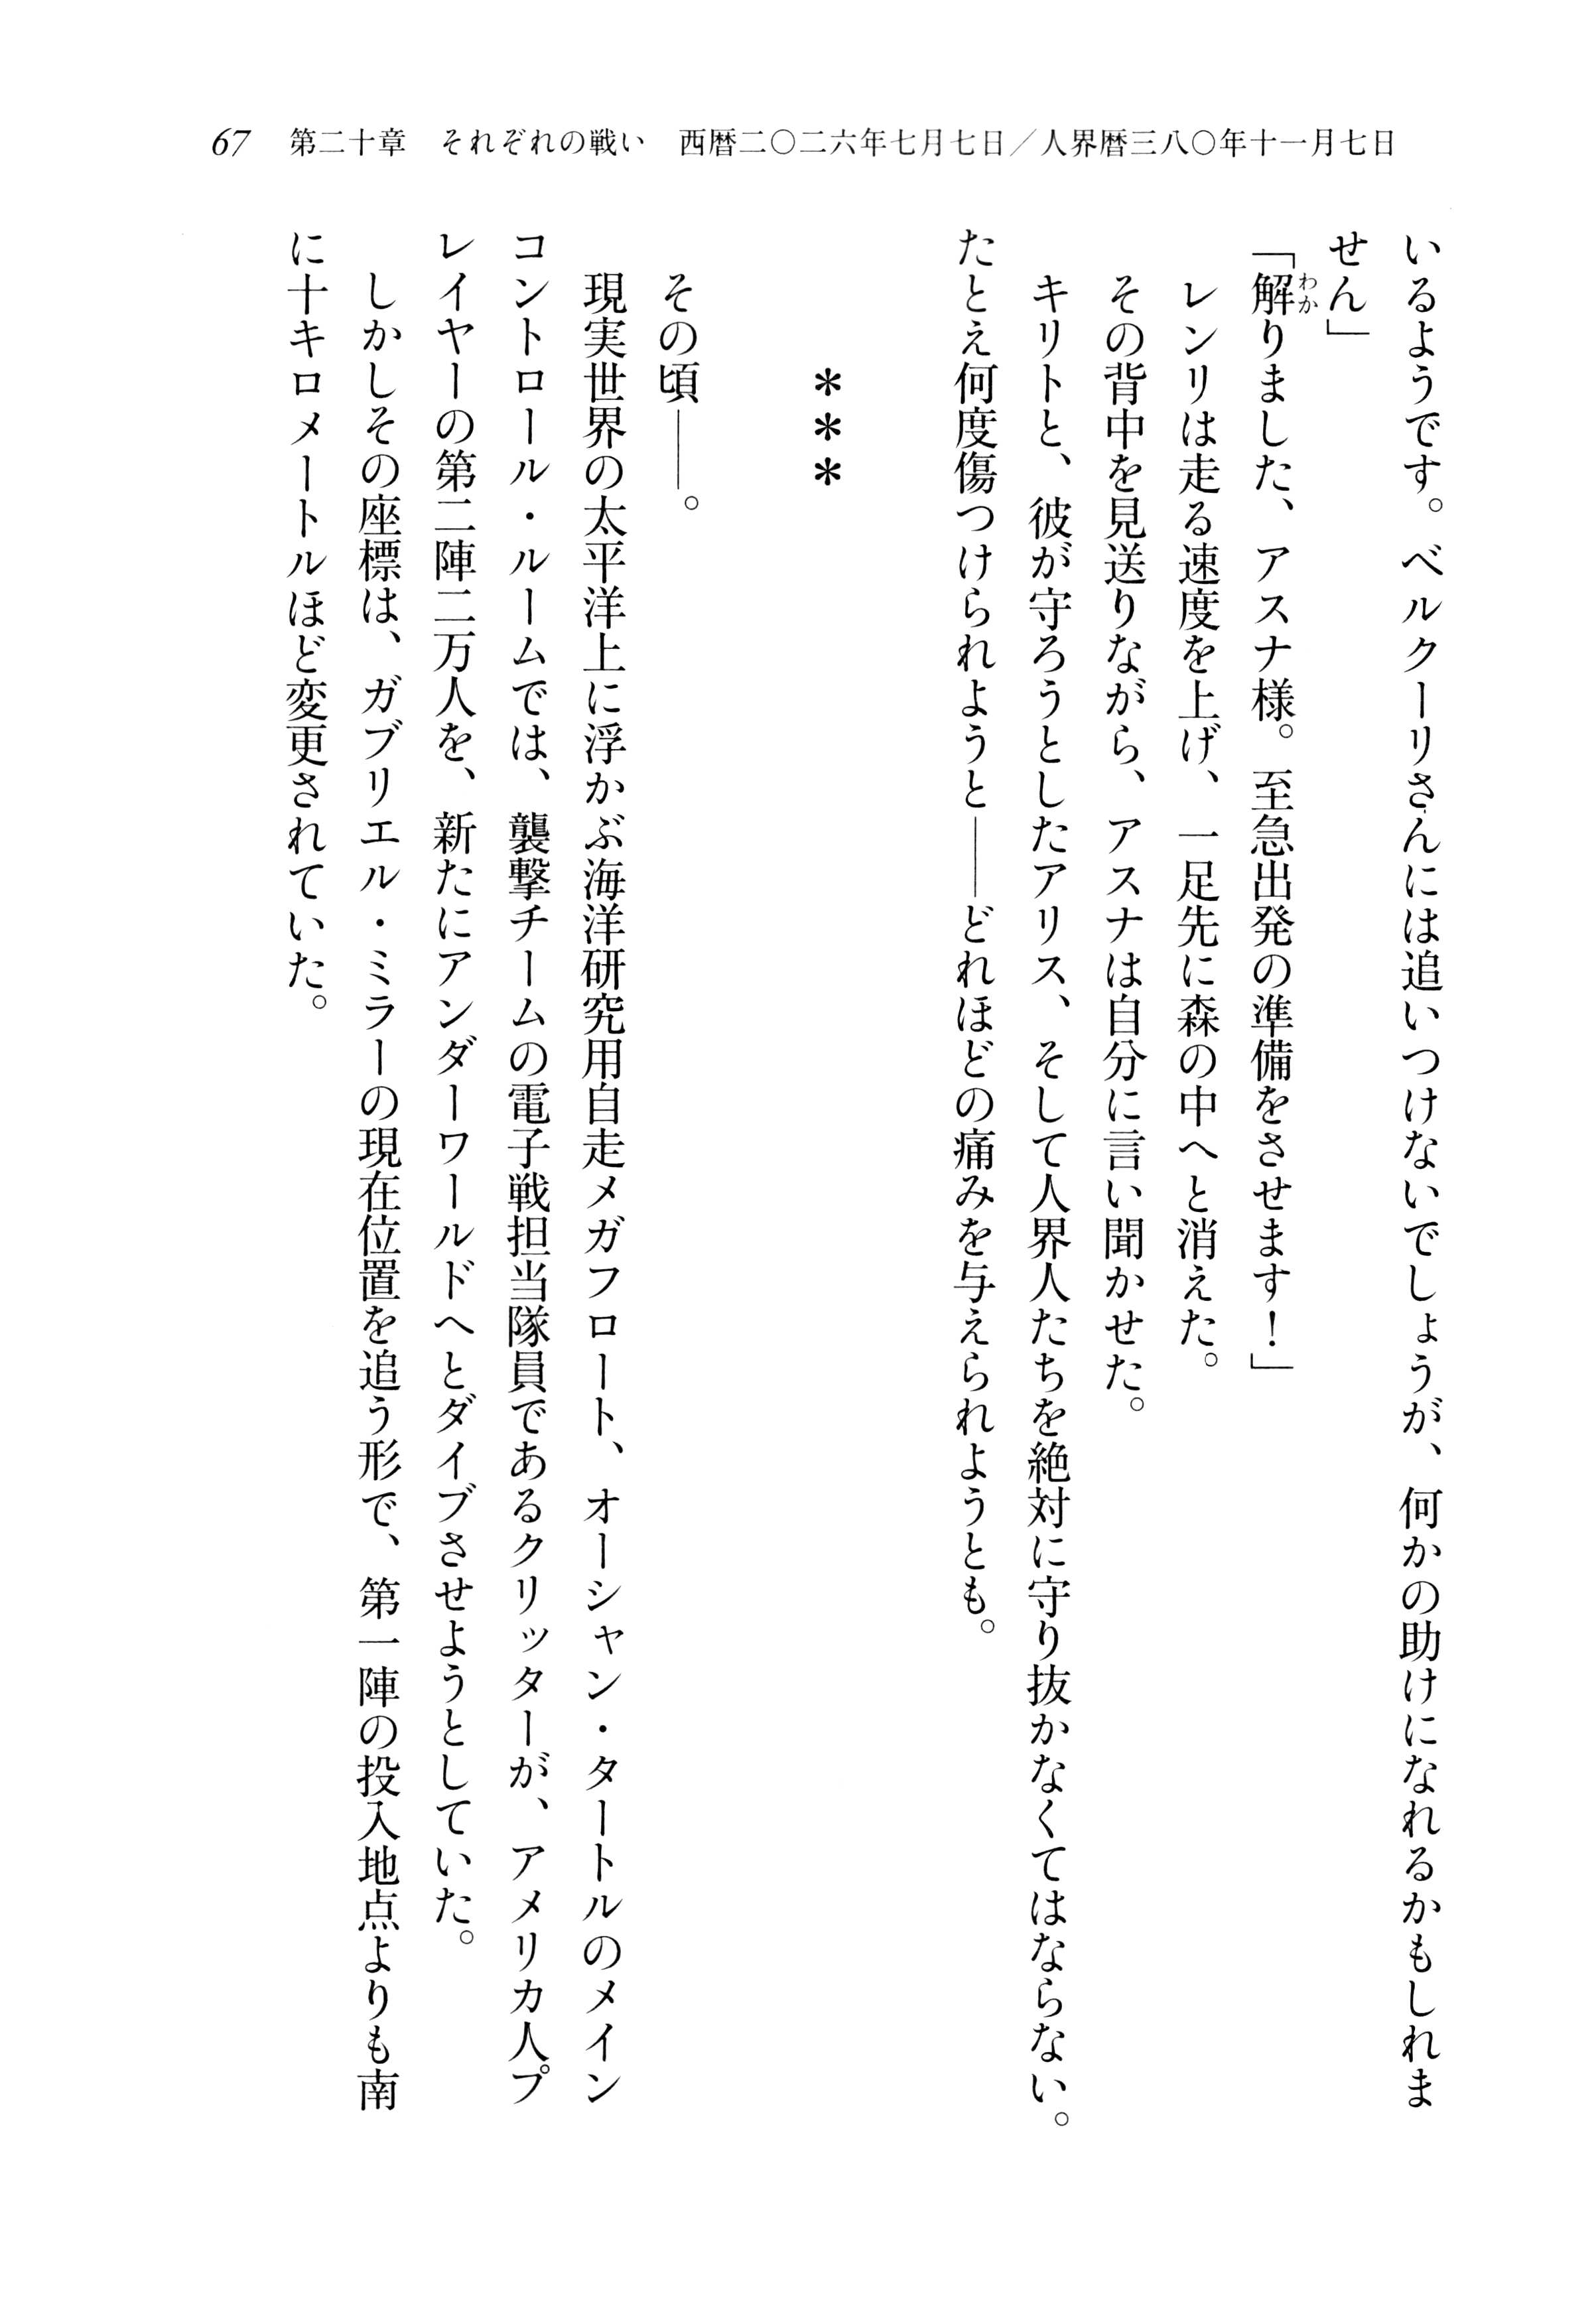 67　第二十章　それぞれの戦い　西暦二〇二六年七月七日／人界暦三八〇年十一月七日
いるようです。ベルクーリさんには追いつけないでしょうが、何かの助けになれるかもしれま
せん」
「解りました、アスナ様。至急出発の準備をさせます！」
わか
　レンリは走る速度を上げ、一足先に森の中へと消えた。
　その背中を見送りながら、アスナは自分に言い聞かせた。
　キリトと、彼が守ろうとしたアリス、そして人界人たちを絶対に守り抜かなくてはならない。
たとえ何度傷つけられようと――どれほどの痛みを与えられようとも。
＊＊＊
　その頃――。
　現実世界の太平洋上に浮かぶ海洋研究用自走メガフロート、オーシャン・タートルのメイン
コントロール・ルームでは、襲撃チームの電子戦担当隊員であるクリッターが、アメリカ人プ
レイヤーの第二陣二万人を、新たにアンダーワールドへとダイブさせようとしていた。
　しかしその座標は、ガブリエル・ミラーの現在位置を追う形で、第一陣の投入地点よりも南
に十キロメートルほど変更されていた。